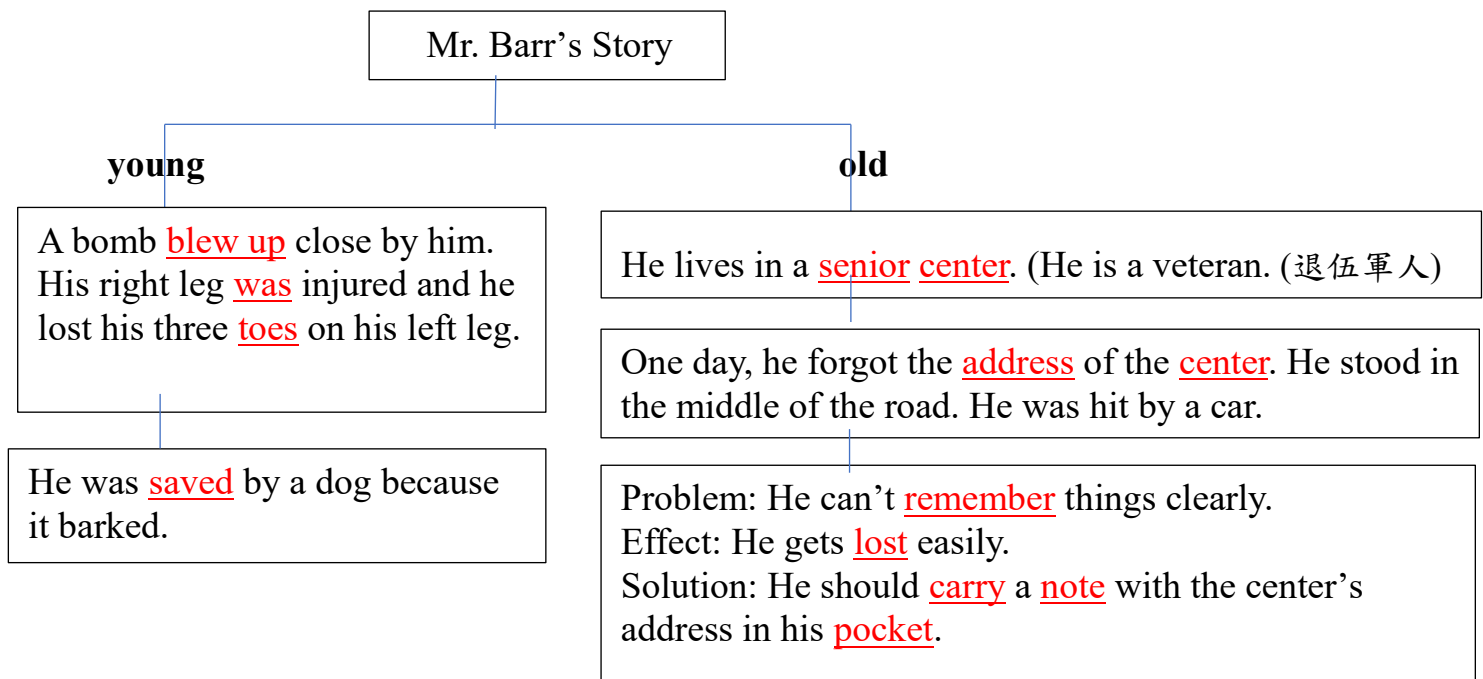 Mr. Barr’s Story
young
A bomb blew up close by him.
His right leg was injured and he
lost his three toes on his left leg.
He was saved by a dog because
it barked.
old
He lives in a senior center. (He is a veteran. (退伍軍人)
One day, he forgot the address of the center. He stood in
the middle of the road. He was hit by a car.
Problem: He can’t remember things clearly.
Effect: He gets lost easily.
Solution: He should carry a note with the center’s
address in his pocket.